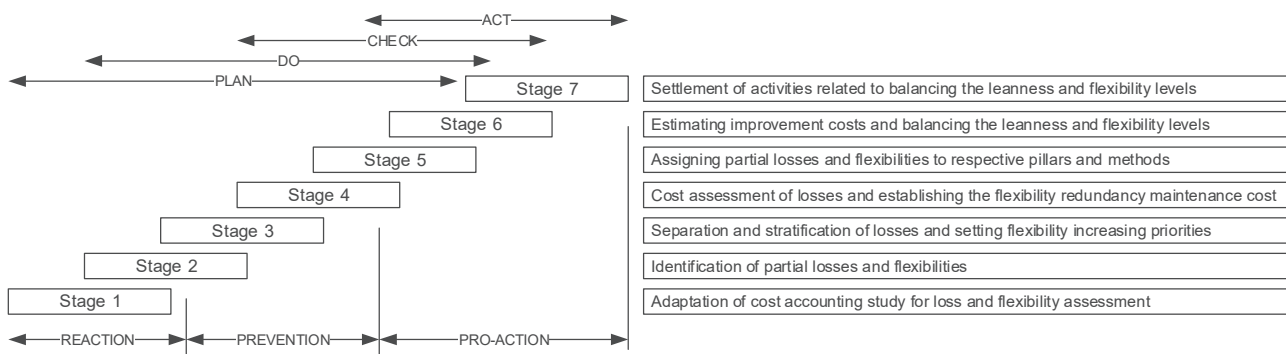 ACT
CHECK
DO
PLAN
Stage 7 Settlement of activities related to balancing the leanness and flexibility levels
Stage 6 Estimating improvement costs and balancing the leanness and flexibility levels
Stage 5 Assigning partial losses and flexibilities to respective pillars and methods
Stage 4 Cost assessment of losses and establishing the flexibility redundancy maintenance cost
Stage 3 Separation and stratification of losses and setting flexibility increasing priorities
Stage 2 Identification of partial losses and flexibilities
Stage 1 Adaptation of cost accounting study for loss and flexibility assessment
REACTION PREVENTION PRO-ACTION